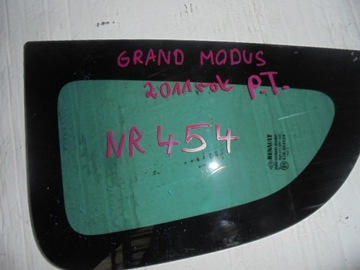 GRAND MODUS
2011rok P.T.
NR 454
RENAULT